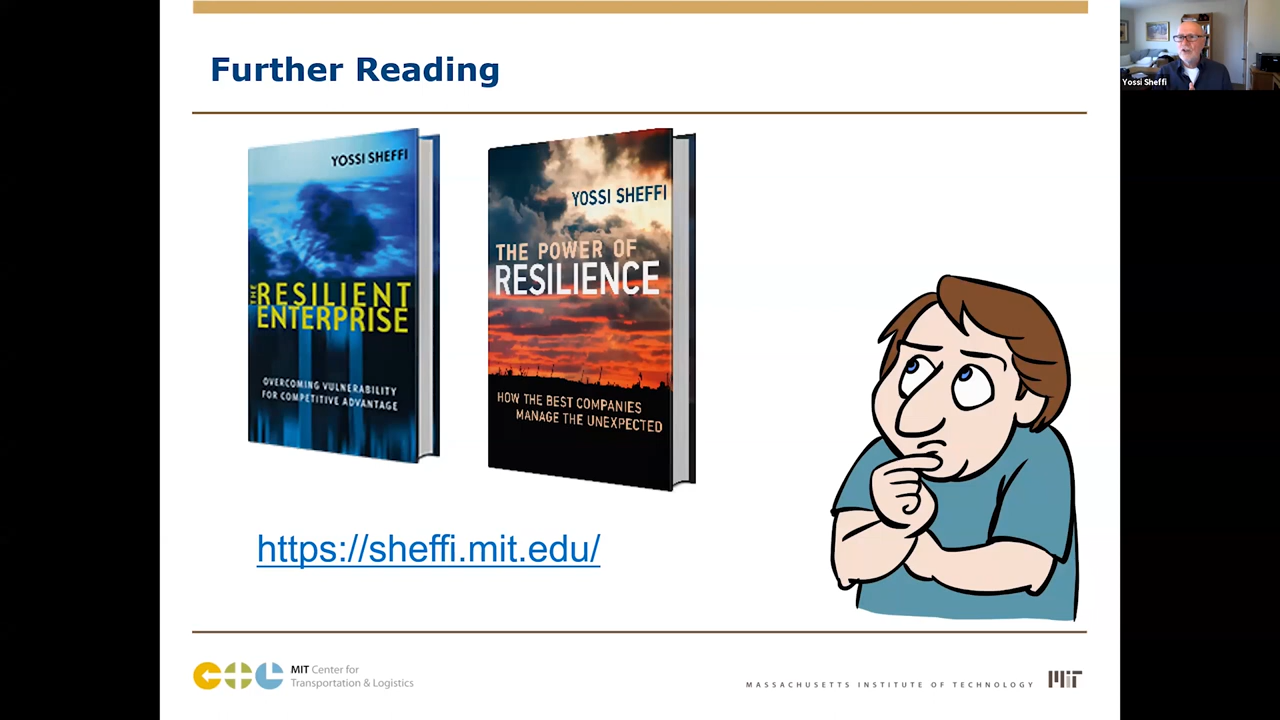 Further Reading
YOSSI SHEFFI
THE RESILIENT
ENTERPRISE
OVERCOMING VULNERABILITY
FOR COMPETITIVE ADVANTAGE
YOSSI SHEFFI
THE POWER OF
RESILIENCE
HOW THE BEST COMPANIES
MANAGE THE UNEXPECTED
https://sheffi.mit.edu/
MIT Center for
Transportation & Logistics
MASSACHUSETTS INSTITUTE OF TECHNOLOGY
MIT
Yossi Sheffi